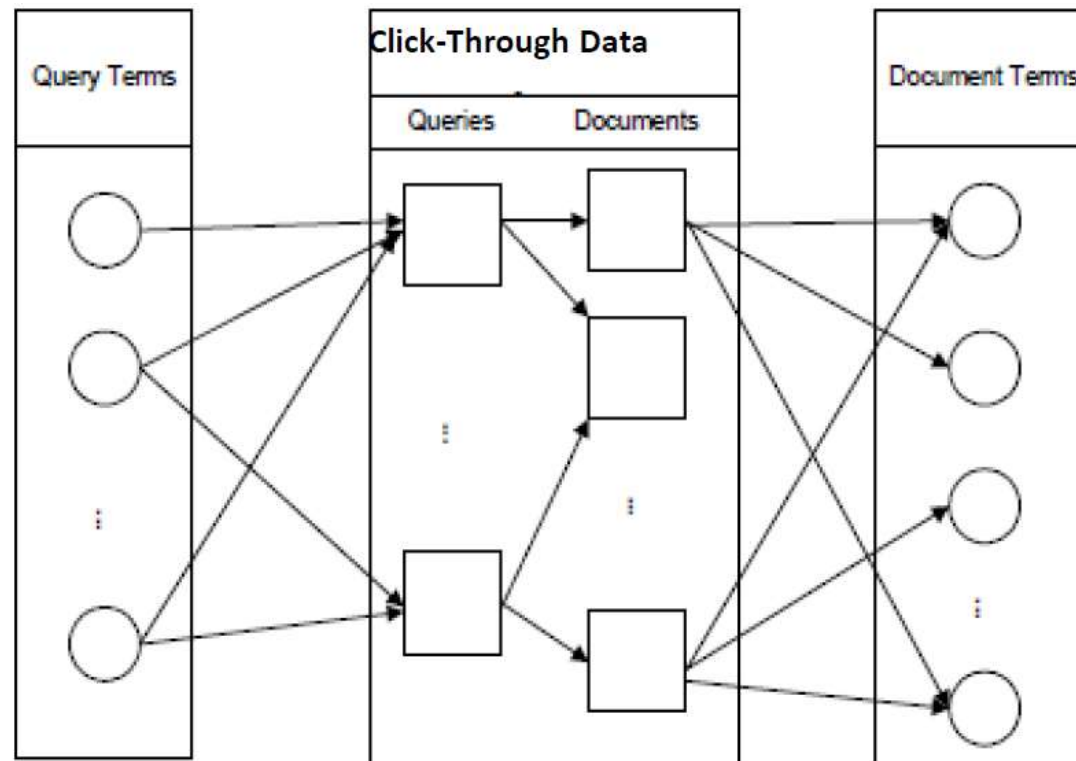 Query Terms
Click-Through Data
Queries
Documents
Document Terms
...
...
...
...